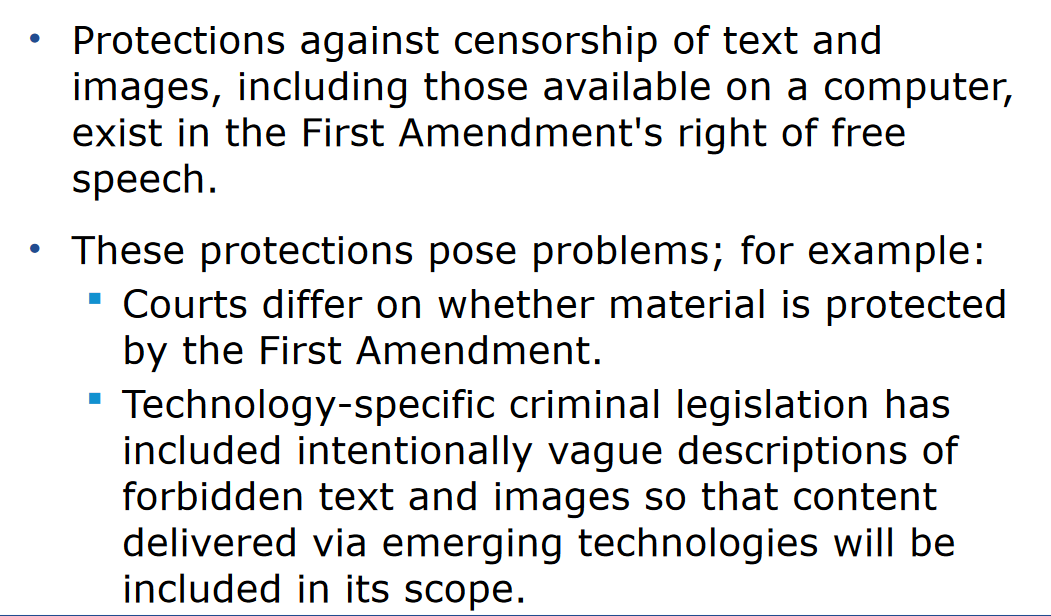 • Protections against censorship of text and
images, including those available on a computer,
exist in the First Amendment's right of free
speech.
• These protections pose problems; for example:
▪ Courts differ on whether material is protected
by the First Amendment.
▪ Technology-specific criminal legislation has
included intentionally vague descriptions of
forbidden text and images so that content
delivered via emerging technologies will be
included in its scope.